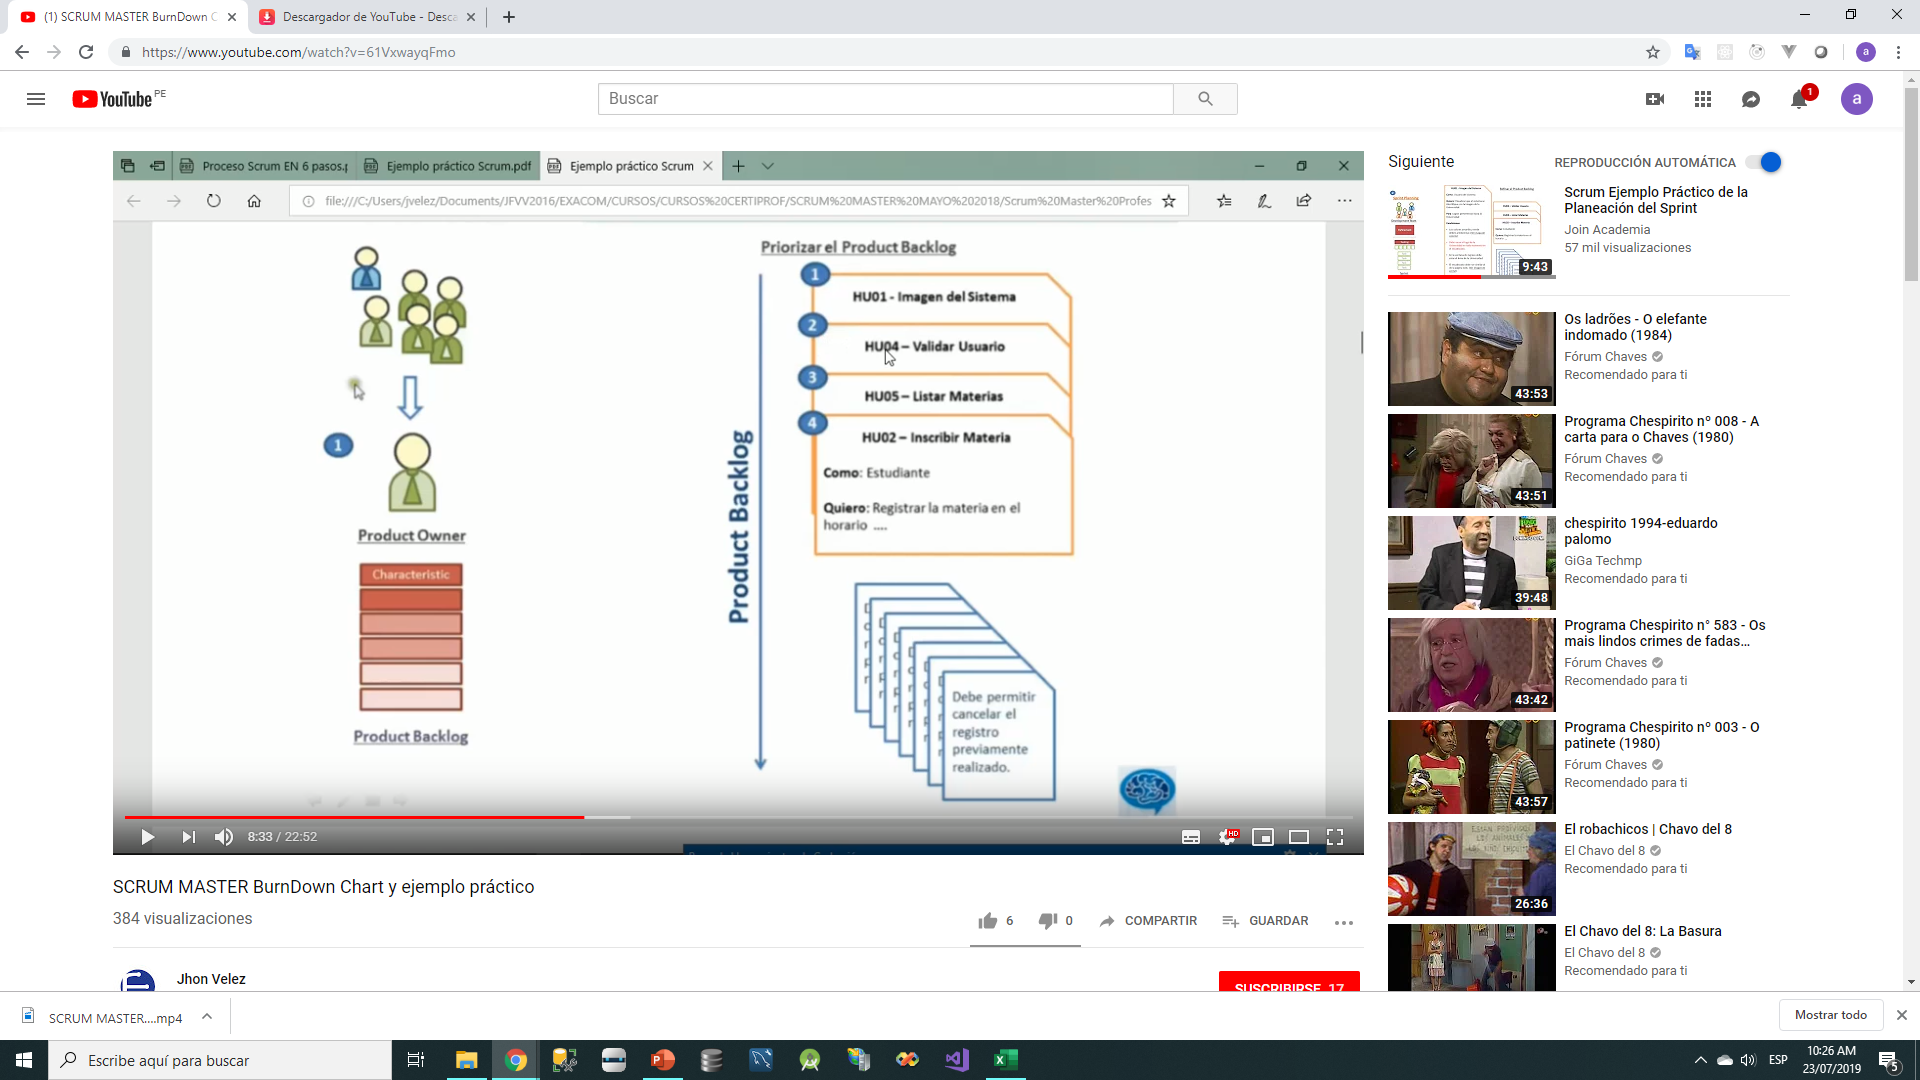 (1) SCRUM MASTER BurnDown C
Descargador de YouTube - Desca
https://www.youtube.com/watch?v=61VxwayqFmo
a
YouTube PE
Buscar
1
a
Proceso Scrum EN 6 pasos.p
Ejemplo práctico Scrum.pdf
Ejemplo práctico Scrum
file:///C:/Users/jvelez/Documents/JFVV2016/EXACOM/CURSOS/CURSOS%20CERTIPROF/SCRUM%20MASTER%20MAYO%202018/Scrum%20Master%20Profes
Priorizar el Product Backlog
1
HU01 - Imagen del Sistema
2
HU04 – Validar Usuario
3
HU05 – Listar Materias
4
HU02 – Inscribir Materia
Como: Estudiante
Quiero: Registrar la materia en el
horario ....
Product Backlog
1
Product Owner
Characteristic
Product Backlog
Debe permitir
cancelar el
registro
previamente
realizado.
8:33 / 22:52
HD
SCRUM MASTER BurnDown Chart y ejemplo práctico
384 visualizaciones
6
0
COMPARTIR
GUARDAR
Jhon Velez
SUSCRIBIRSE 17
Siguiente
REPRODUCCIÓN AUTOMÁTICA
9:43
Scrum Ejemplo Práctico de la
Planeación del Sprint
Join Academia
57 mil visualizaciones
43:53
Os ladrões - O elefante
indomado (1984)
Fórum Chaves
Recomendado para ti
43:51
Programa Chespirito nº 008 - A
carta para o Chaves (1980)
Fórum Chaves
Recomendado para ti
39:48
chespirito 1994-eduardo
palomo
GiGa Techmp
Recomendado para ti
43:42
Programa Chespirito n° 583 - Os
mais lindos crimes de fadas...
Fórum Chaves
Recomendado para ti
43:57
Programa Chespirito nº 003 - O
patinete (1980)
Fórum Chaves
Recomendado para ti
26:36
El robachicos | Chavo del 8
El Chavo del 8
Recomendado para ti
El Chavo del 8: La Basura
El Chavo del 8
Recomendado para ti
SCRUM MASTER....mp4
Mostrar todo
Escribe aquí para buscar
ESP
10:26 AM
23/07/2019
5